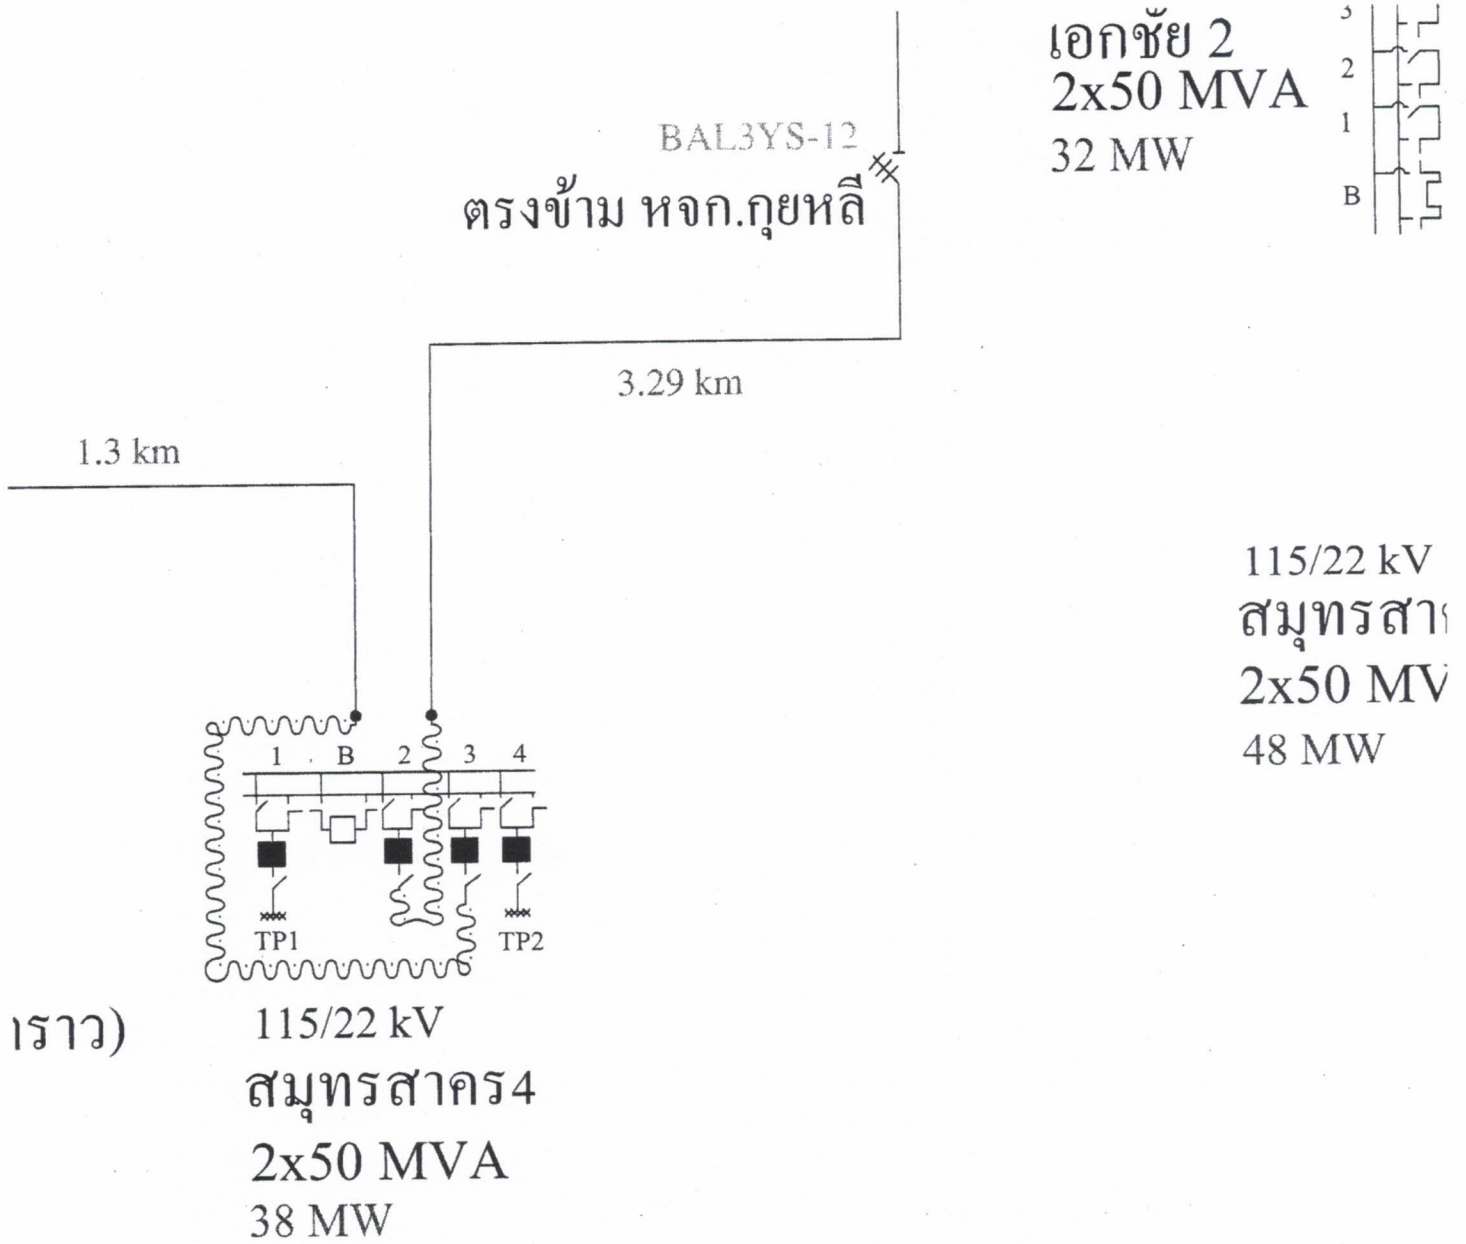 เอกชัย 2
2x50 MVA
32 MW
3
2
1
B
BAL3YS-12
ตรงข้าม หจก.กุยหลี
3.29 km
1.3 km
115/22 kV
2x50 MV
48 MW
1 B 2 3 4
TP1 TP2
115/22 kV
สมุทรสาคร4
2x50 MVA
38 MW